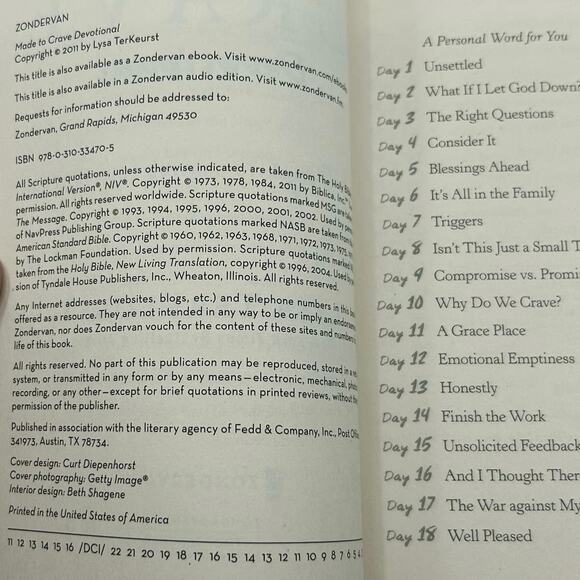 ZONDERVAN
Made to Crave Devotional
Copyright © 2011 by Lysa TerKeurst
This title is also available as a Zondervan ebook. Visit www.zondervan.com/ebooks
This title is also available in a Zondervan audio edition. Visit www.zondervan.fm.
Requests for information should be addressed to:
Zondervan, Grand Rapids, Michigan 49530
ISBN 978-0-310-33470-5
All Scripture quotations, unless otherwise indicated, are taken from The Holy
International Version®, NIV®. Copyright © 1973, 1978, 1984, 2011 by Biblica, Inc.™
permission. All rights reserved worldwide. Scripture quotations marked MSG are taken
The Message. Copyright © 1993, 1994, 1995, 1996, 2000, 2001, 2002. Used by
of NavPress Publishing Group. Scripture quotations marked NASB are taken from
American Standard Bible. Copyright © 1960, 1962, 1963, 1968, 1971, 1972, 1973,
by The Lockman Foundation. Used by permission. Scripture quotations
taken from the Holy Bible, New Living Translation, copyright © 1996, 2004. Used
sion of Tyndale House Publishers, Inc., Wheaton, Illinois. All rights reserved.
Any Internet addresses (websites, blogs, etc.) and telephone numbers in this
offered as a resource. They are not intended in any way to be or imply an
Zondervan, nor does Zondervan vouch for the content of these sites and
life of this book.
All rights reserved. No part of this publication may be reproduced, stored in a
system, or transmitted in any form or by any means—electronic, mechanical,
recording, or any other—except for brief quotations in printed reviews, without
permission of the publisher.
Published in association with the literary agency of Fedd & Company, Inc., Post
341973, Austin, TX 78734.
Cover design: Curt Diepenhorst
Cover photography: Getty Image®
Interior design: Beth Shagene
Printed in the United States of America
11 12 13 14 15 16 /DCI/ 22 21 20 19 18 17 16 15 14 13 12 11 10 9 8 7 6 5 4
A Personal Word for You
Day 1 Unsettled
Day 2 What If I Let God Down?
Day 3 The Right Questions
Day 4 Consider It
Day 5 Blessings Ahead
Day 6 It's All in the Family
Day 7 Triggers
Day 8 Isn't This Just a Small
Day 9 Compromise vs.
Day 10 Why Do We Crave?
Day 11 A Grace Place
Day 12 Emotional Emptiness
Day 13 Honestly
Day 14 Finish the Work
Day 15 Unsolicited Feedback
Day 16 And I Thought
Day 17 The War against My
Day 18 Well Pleased